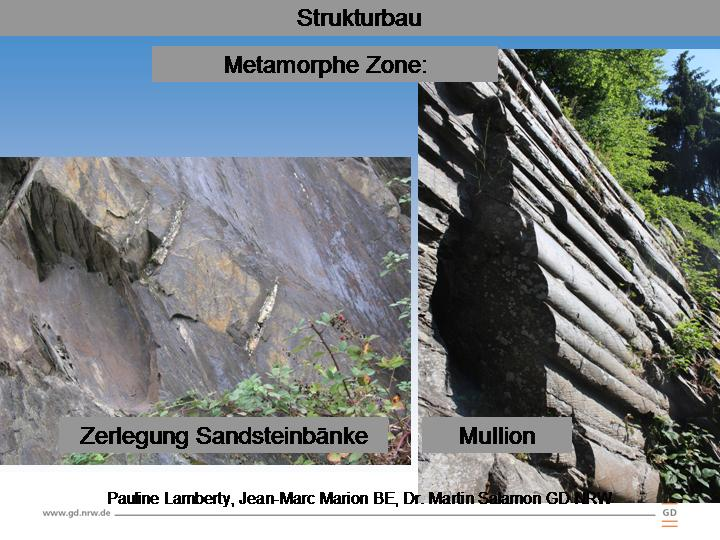 Strukturbau
Metamorphe Zone:
Zerlegung Sandsteinbänke
Mullion
Pauline Lamberty, Jean-Marc Marion BE, Dr. Martin Salamon GD NRW
www.gd.nrw.de
GD